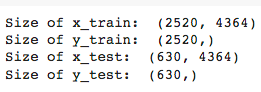 Size of x_train:  (2520, 4364)
Size of y_train:  (2520,)
Size of x_test:  (630, 4364)
Size of y_test:  (630,)